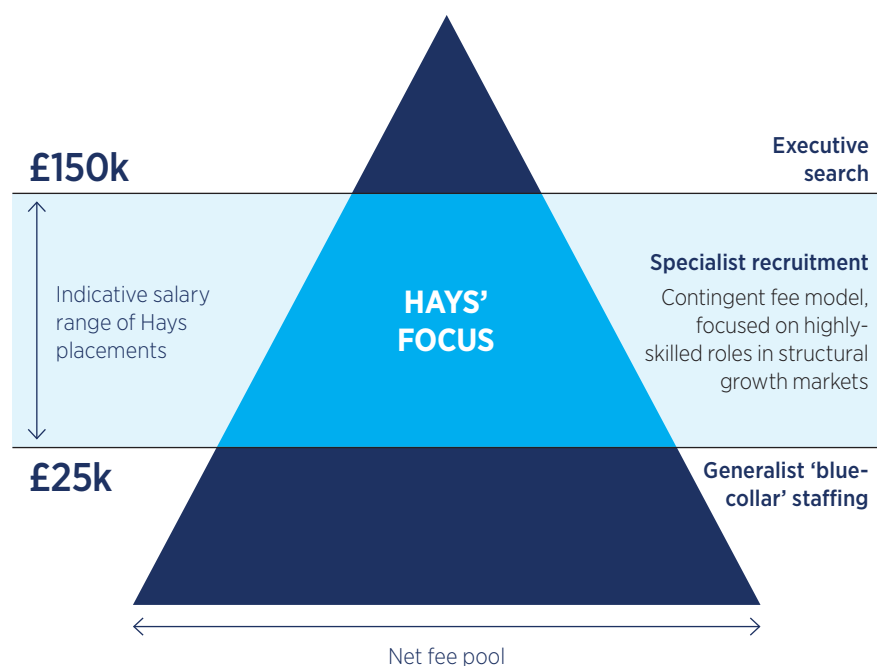 £150k
Executive
search
Indicative salary
range of Hays
placements
HAYS’
FOCUS
Specialist recruitment
Contingent fee model,
focused on highly-
skilled roles in structural
growth markets
£25k
Generalist ‘blue-
collar’ staffing
Net fee pool